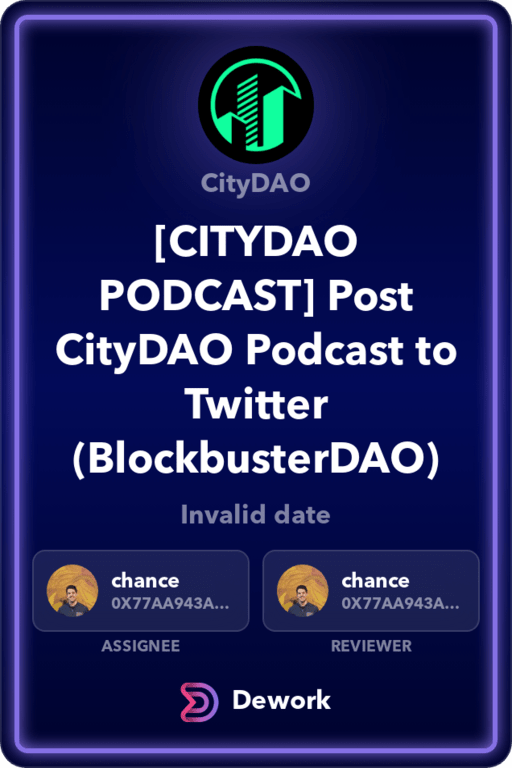 CityDAO
[CITYDAO
PODCAST] Post
CityDAO Podcast to
Twitter
(BlockbusterDAO)
Invalid date
chance
0X77AA943A...
ASSIGNEE
chance
0X77AA943A...
REVIEWER
Dework